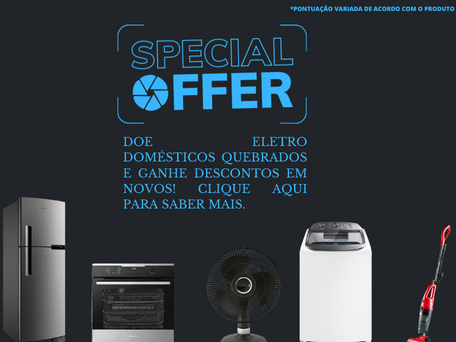 *PONTUAÇÃO VARIADA DE ACORDO COM O PRODUTO
SPECIAL
OFFER
DOE ELETRO
DOMÉSTICOS QUEBRADOS
E GANHE DESCONTOS EM
NOVOS! CLIQUE AQUI
PARA SABER MAIS.